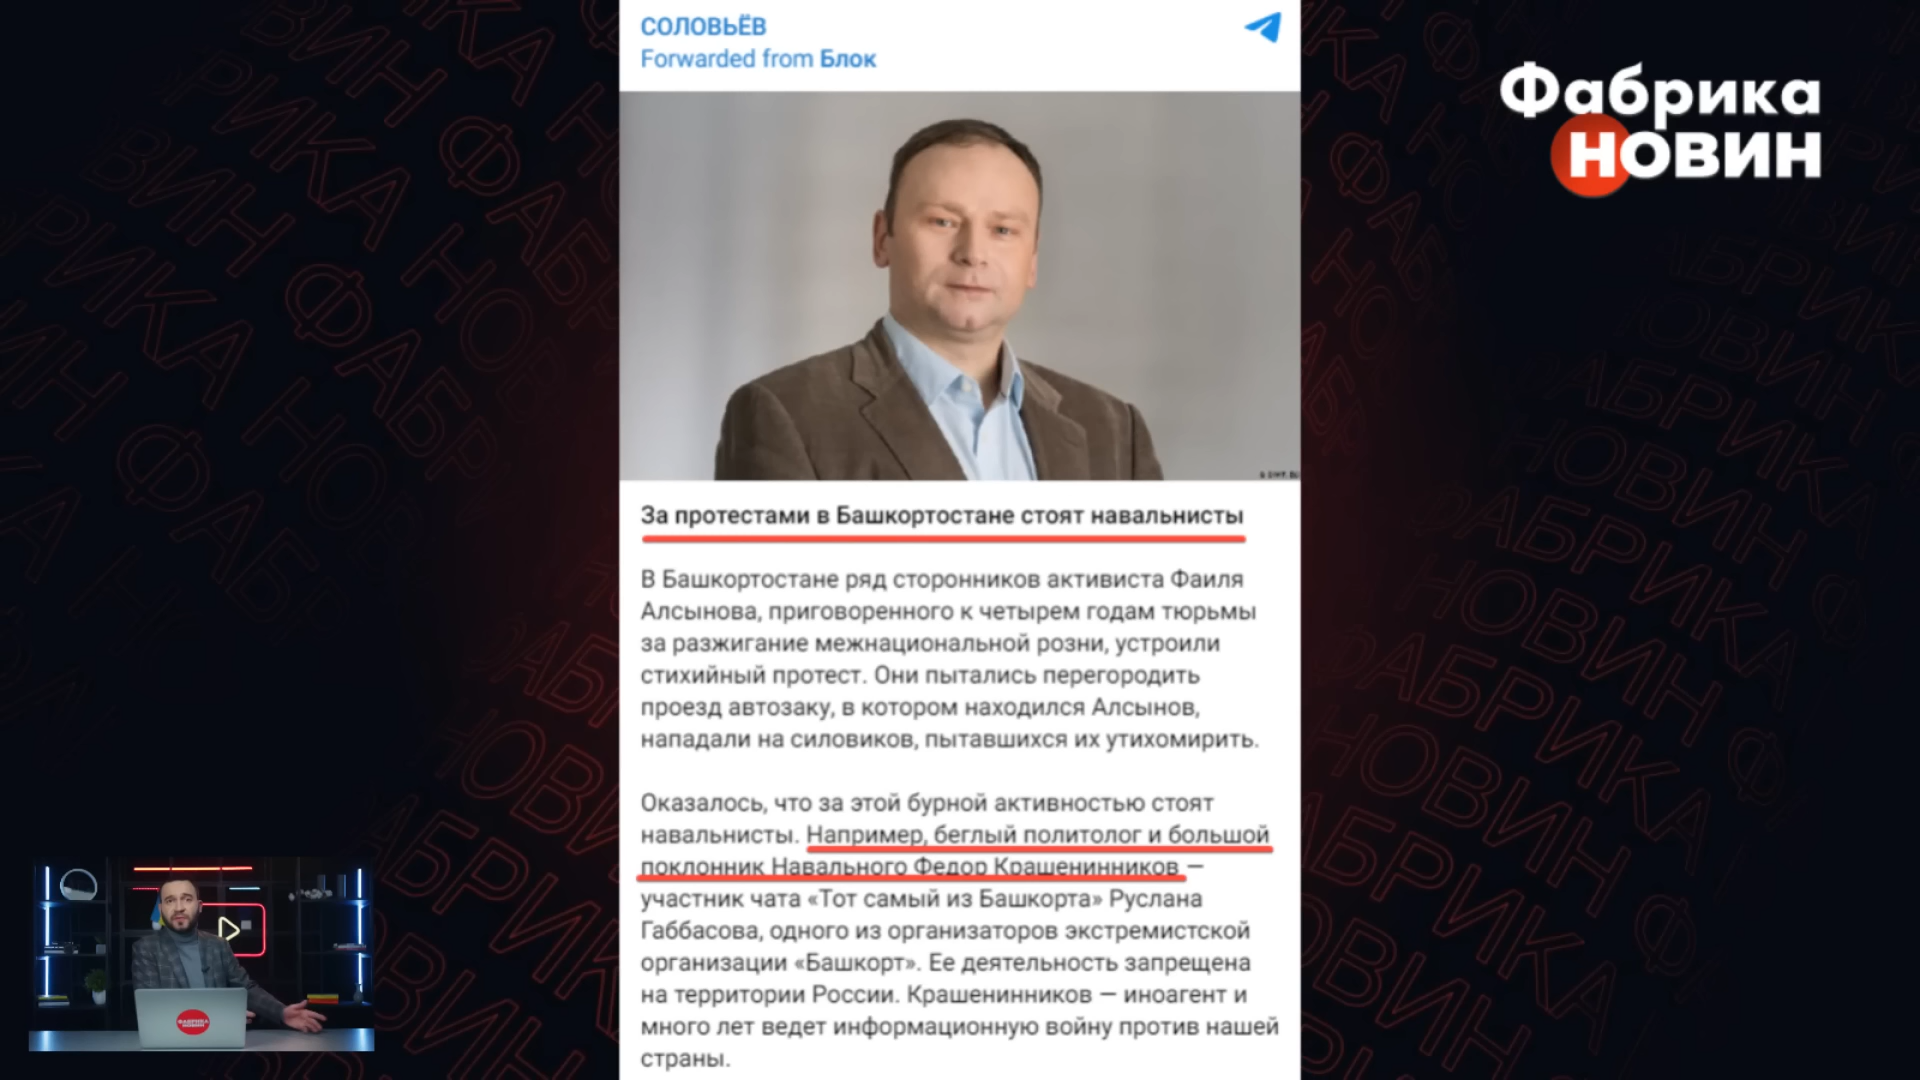 СОЛОВЬЁВ
Forwarded from Блок
Фабрика
НОВИН
За протестами в Башкортостане стоят навальнисты
В Башкортостане ряд сторонников активиста Фаиля
Алсынова, приговоренного к четырем годам тюрьмы
за разжигание межнациональной розни, устроили
стихийный протест. Они пытались перегородить
проезд автозаку, в котором находился Алсынов,
нападали на силовиков, пытавшихся их утихомирить.
Оказалось, что за этой бурной активностью стоят
навальнисты. Например, беглый политолог и большой
поклонник Навального Федор Крашенинников —
участник чата «Тот самый из Башкорта» Руслана
Габбасова, одного из организаторов экстремистской
организации «Башкорт». Ее деятельность запрещена
на территории России. Крашенинников — иноагент и
много лет ведет информационную войну против нашей
страны.
ФАБРИКА
НОВИН